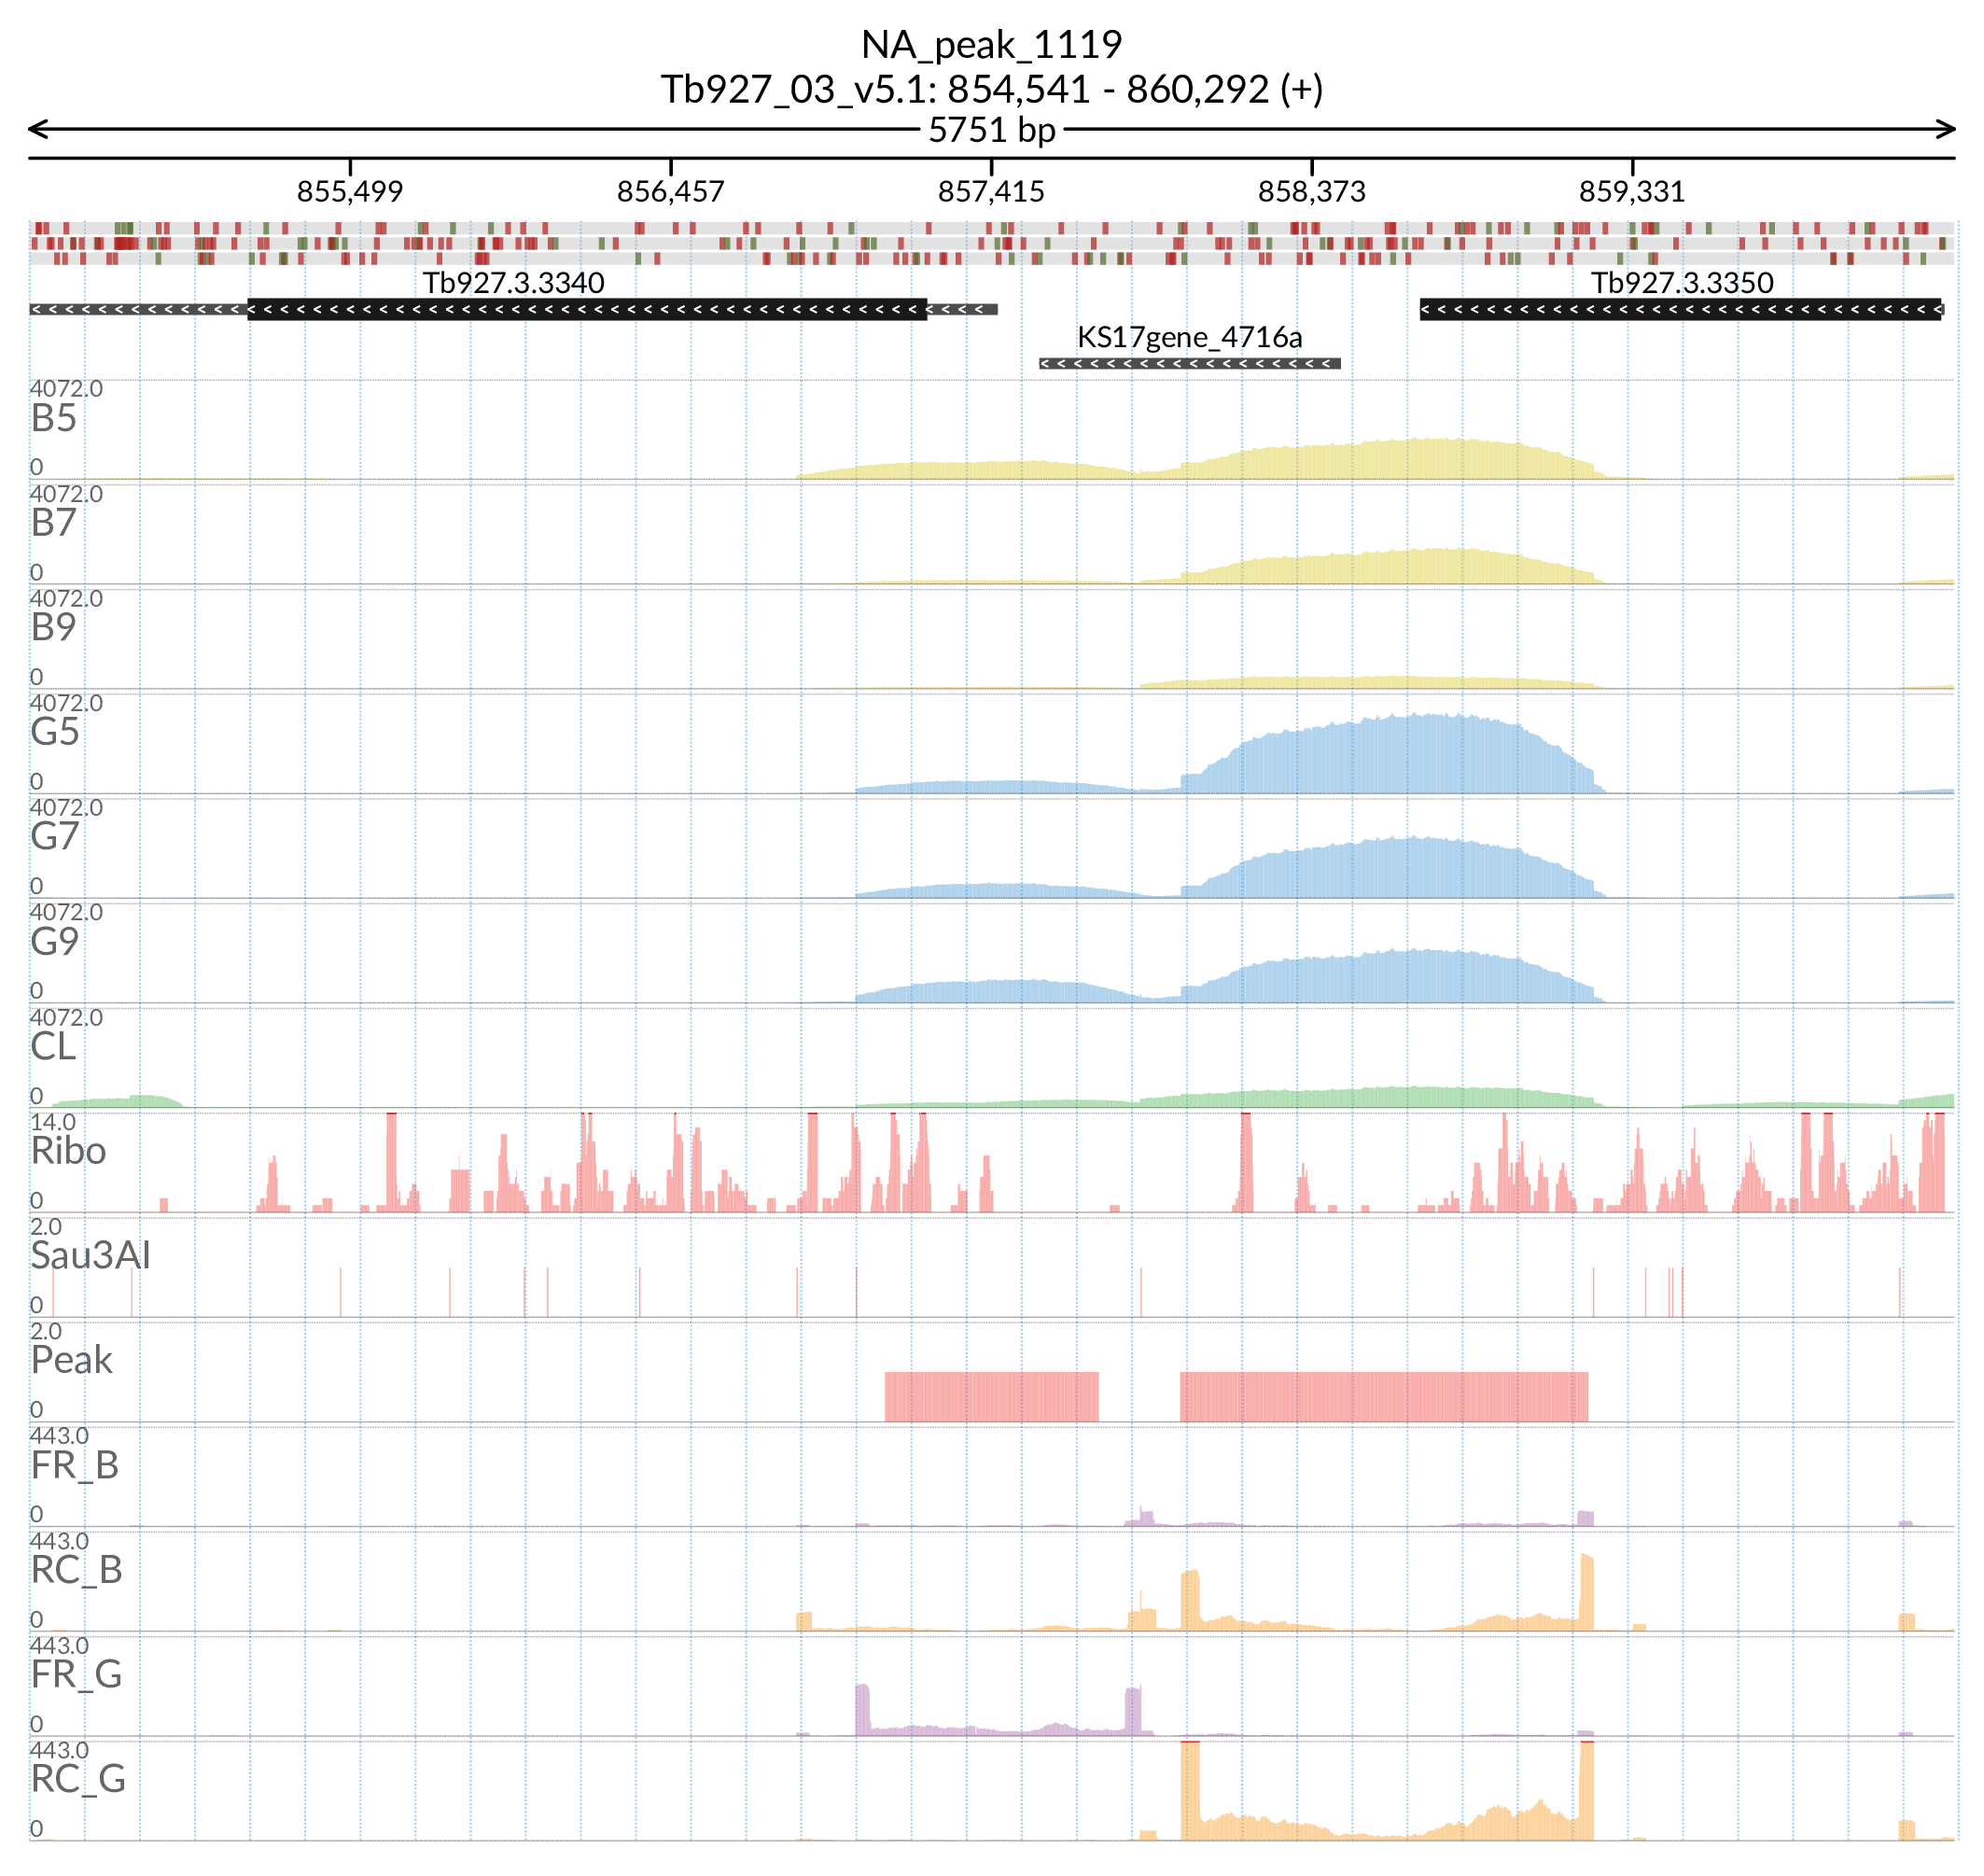 NA_peak_1119
Tb927_03_v5.1: 854,541 - 860,292 (+)
5751 bp
855,499 856,457 857,415 858,373 859,331
Tb927.3.3340 Tb927.3.3350
KS17gene_4716a
4072.0
B5
0
4072.0
B7
0
4072.0
B9
0
4072.0
G5
0
4072.0
G7
0
4072.0
G9
0
4072.0
CL
0
14.0
Ribo
0
2.0
Sau3AI
0
2.0
Peak
0
443.0
FR_B
0
443.0
RC_B
0
443.0
FR_G
0
443.0
RC_G
0